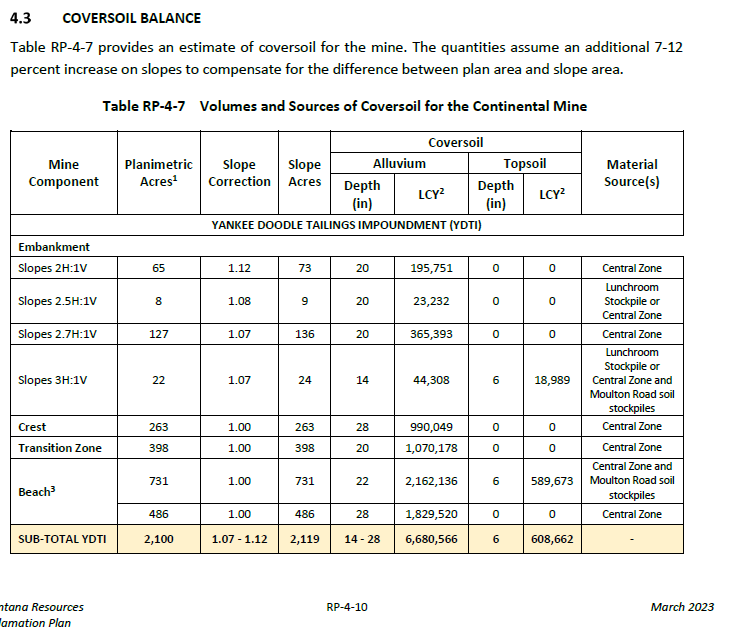 4.3 COVERSOIL BALANCE
Table RP-4-7 provides an estimate of coversoil for the mine. The quantities assume an additional 7-12
percent increase on slopes to compensate for the difference between plan area and slope area.
Table RP-4-7 Volumes and Sources of Coversoil for the Continental Mine
Mine Component Planimetric Acres¹ Slope Correction Slope Acres Coversoil Material Source(s)
Alluvium Topsoil
Depth (in) LCY² Depth (in) LCY²
YANKEE DOODLE TAILINGS IMPOUNDMENT (YDTI)
Embankment
Slopes 2H:1V 65 1.12 73 20 195,751 0 0 Central Zone
Slopes 2.5H:1V 8 1.08 9 20 23,232 0 0 Lunchroom Stockpile or Central Zone
Slopes 2.7H:1V 127 1.07 136 20 365,393 0 0 Central Zone
Slopes 3H:1V 22 1.07 24 14 44,308 6 18,989 Lunchroom Stockpile or Central Zone and Moulton Road soil stockpiles
Crest 263 1.00 263 28 990,049 0 0 Central Zone
Transition Zone 398 1.00 398 20 1,070,178 0 0 Central Zone
Beach³ 731 1.00 731 22 2,162,136 6 589,673 Central Zone and Moulton Road soil stockpiles
486 1.00 486 28 1,829,520 0 0 Central Zone
SUB-TOTAL YDTI 2,100 1.07 - 1.12 2,119 14 - 28 6,680,566 6 608,662 -
ntana Resources RP-4-10 March 2023
lamation Plan